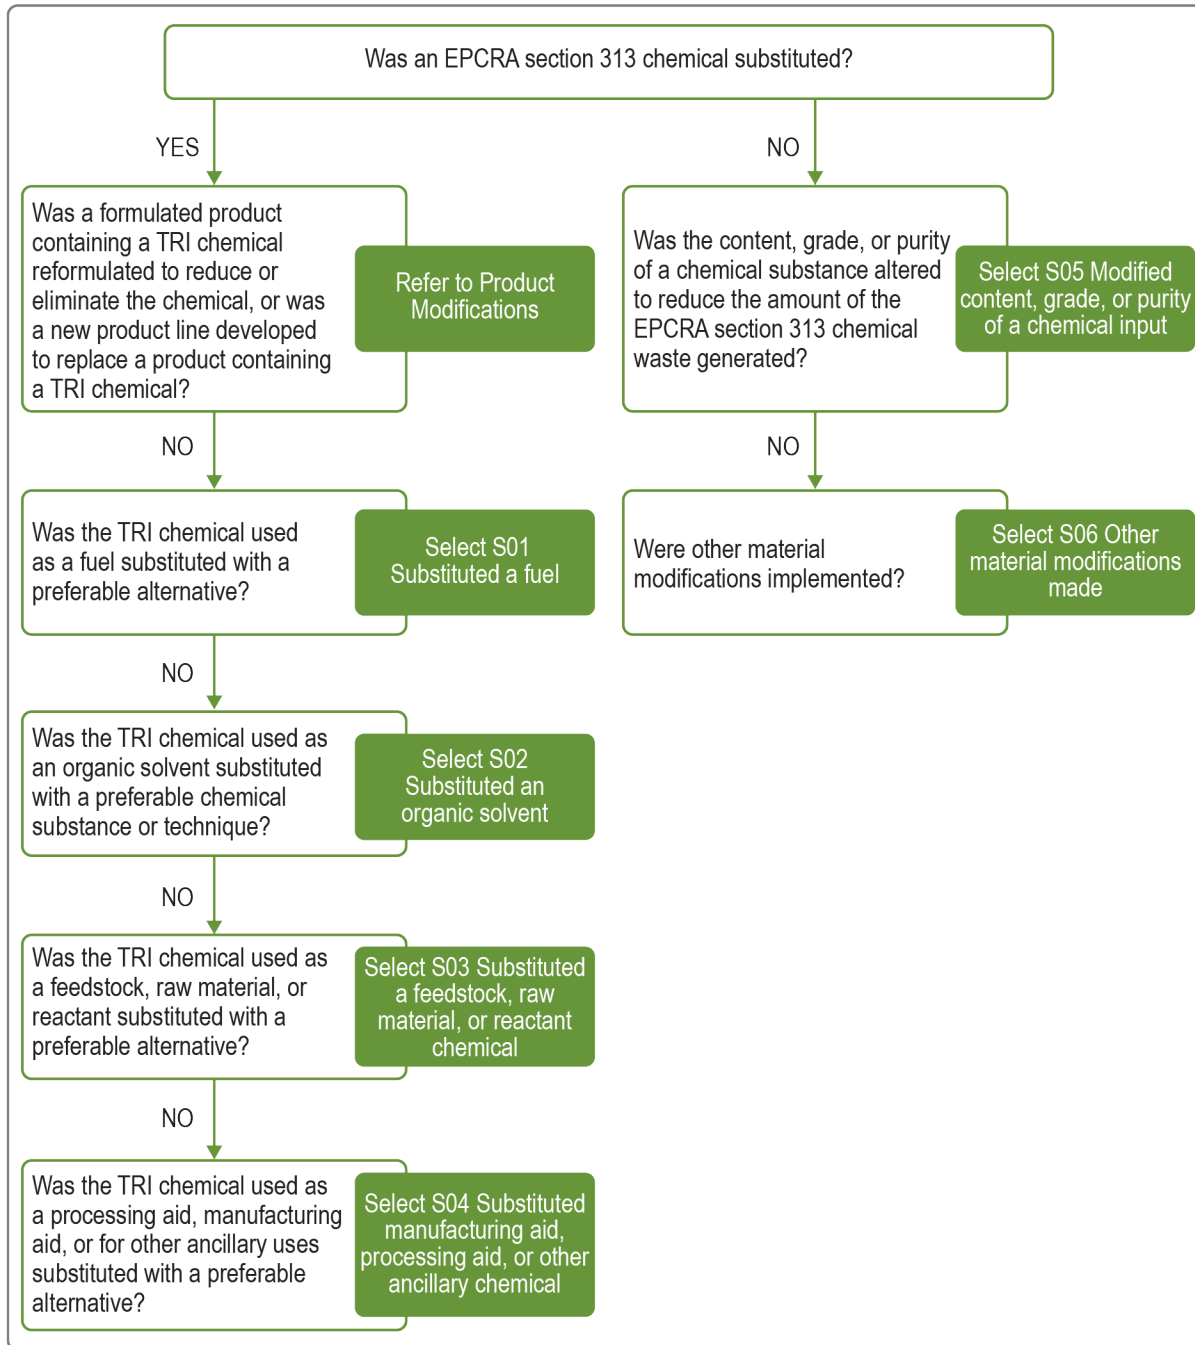 Was an EPCRA section 313 chemical substituted?
YES
NO
Was a formulated product
containing a TRI chemical
reformulated to reduce or
eliminate the chemical, or was
a new product line developed
to replace a product containing
a TRI chemical?
Refer to Product
Modifications
Was the content, grade, or purity
of a chemical substance altered
to reduce the amount of the
EPCRA section 313 chemical
waste generated?
Select S05 Modified
content, grade, or purity
of a chemical input
NO
NO
Was the TRI chemical used
as a fuel substituted with a
preferable alternative?
Select S01
Substituted a fuel
Were other material
modifications implemented?
Select S06 Other
material modifications
made
NO
Was the TRI chemical used as
an organic solvent substituted
with a preferable chemical
substance or technique?
Select S02
Substituted an
organic solvent
NO
Was the TRI chemical used as
a feedstock, raw material, or
reactant substituted with a
preferable alternative?
Select S03 Substituted
a feedstock, raw
material, or reactant
chemical
NO
Was the TRI chemical used as
a processing aid, manufacturing
aid, or for other ancillary uses
substituted with a preferable
alternative?
Select S04 Substituted
manufacturing aid,
processing aid, or other
ancillary chemical